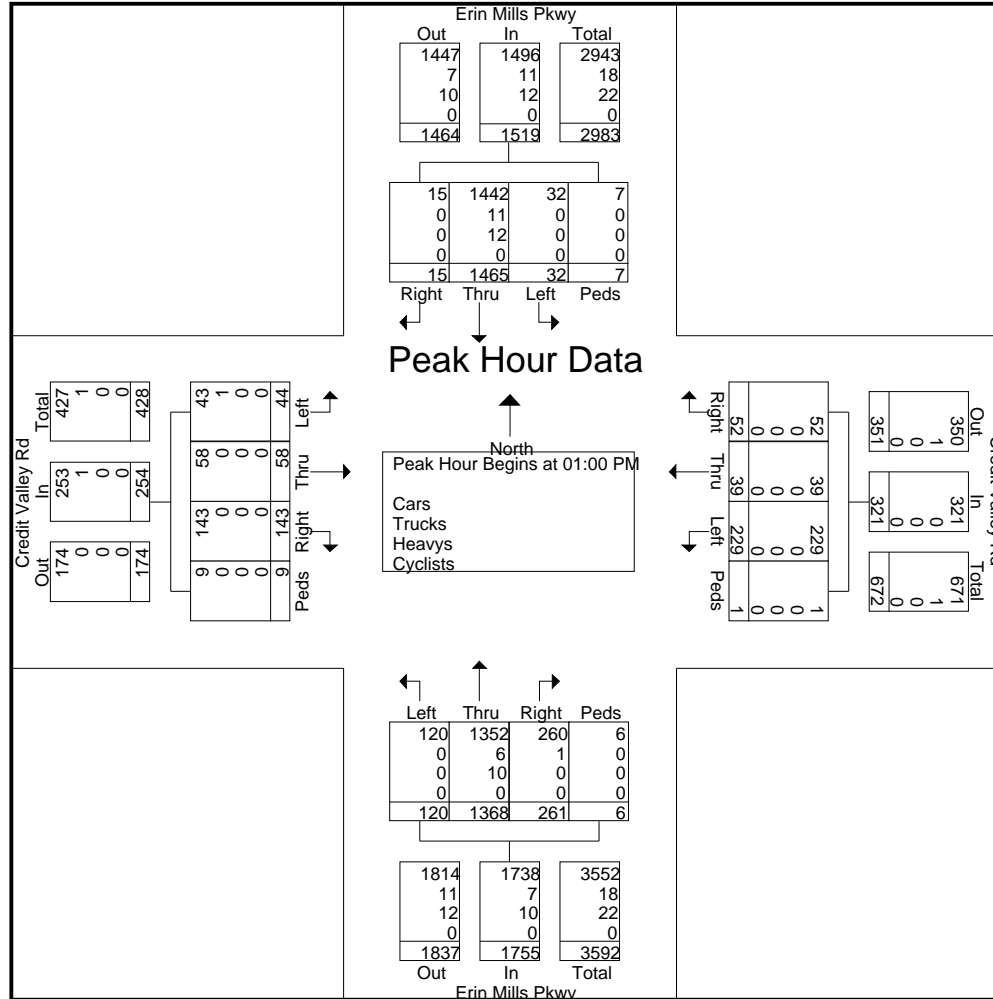 Erin Mills Pkwy
Out In Total
1447 1496 2943
7 11 18
10 12 22
0 0 0
1464 1519 2983
15 1442 32 7
0 11 0 0
0 12 0 0
0 0 0 0
15 1465 32 7
Right Thru Left Peds
Peak Hour Data
Credit Valley Rd
Total
427 1 0 0 428
In
253 1 0 0 254
Out
174 0 0 0 174
43 1 0 0 44
Left
58 0 0 0 58
Thru
143 0 0 0 143
Right
9 0 0 0 9
Peds
North
Peak Hour Begins at 01:00 PM
Cars
Trucks
Heavys
Cyclists
Right
52 0 0 0 52
Thru
39 0 0 0 39
Left
229 0 0 0 229
Peds
1 0 0 0 1
Credit Valley Rd
Out
350 1 0 0 351
In
321 0 0 0 321
Total
671 1 0 0 672
Left Thru Right Peds
120 1352 260 6
0 6 1 0
0 10 0 0
0 0 0 0
120 1368 261 6
1814 1738 3552
11 7 18
12 10 22
0 0 0
1837 1755 3592
Out In Total
Erin Mills Pkwy